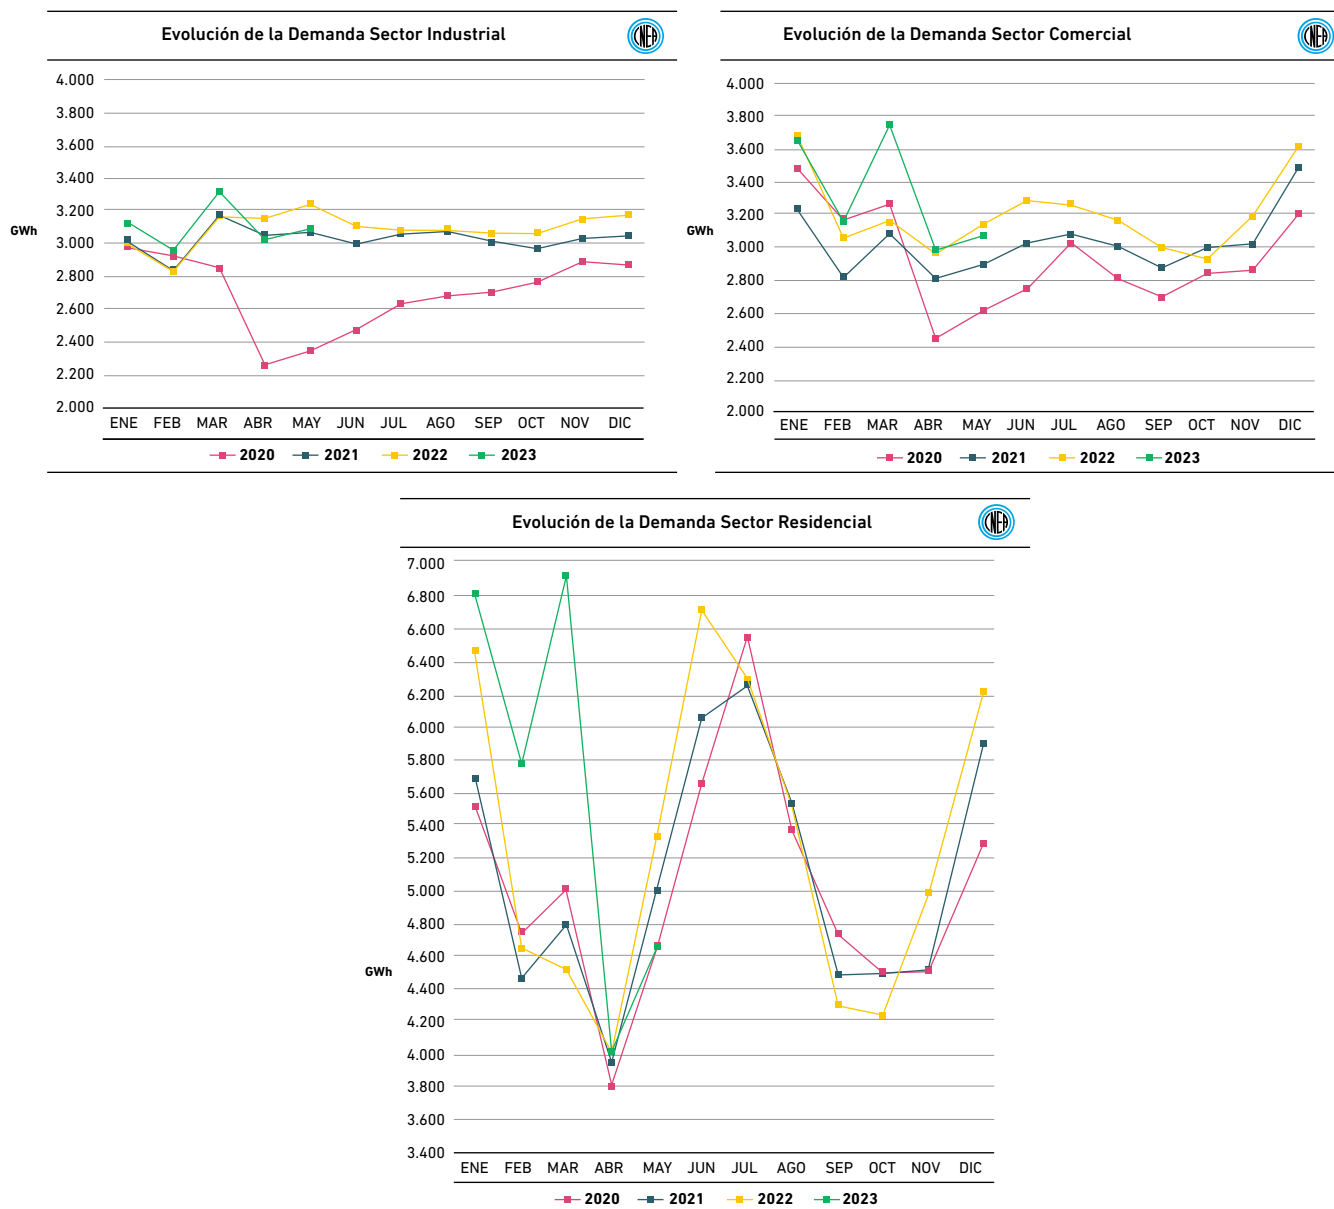 Evolución de la Demanda Sector Industrial
CNEA
4.000
3.800
3.600
3.400
3.200
GWh
3.000
2.800
2.600
2.400
2.200
2.000
ENE FEB MAR ABR MAY JUN JUL AGO SEP OCT NOV DIC
2020 2021 2022 2023
Evolución de la Demanda Sector Comercial
CNEA
4.000
3.800
3.600
3.400
3.200
GWh
3.000
2.800
2.600
2.400
2.200
2.000
ENE FEB MAR ABR MAY JUN JUL AGO SEP OCT NOV DIC
2020 2021 2022 2023
Evolución de la Demanda Sector Residencial
CNEA
7.000
6.800
6.600
6.400
6.200
6.000
5.800
5.600
5.400
5.200
5.000
4.800
4.600
GWh
4.400
4.200
4.000
3.800
3.600
3.400
ENE FEB MAR ABR MAY JUN JUL AGO SEP OCT NOV DIC
2020 2021 2022 2023